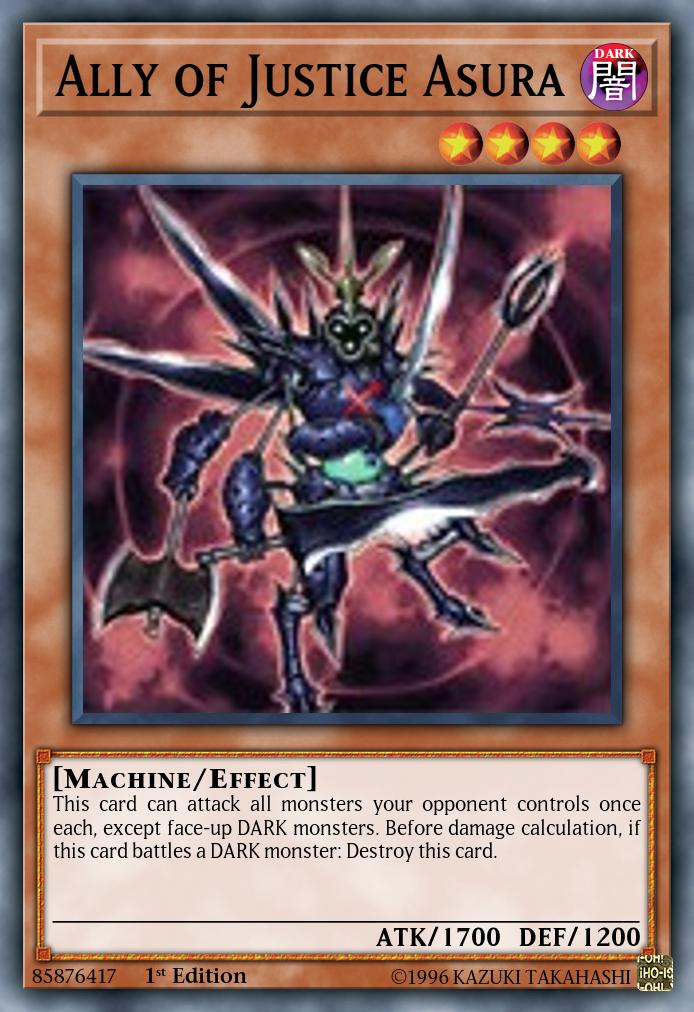 Ally of Justice Asura
DARK
闇
[Machine/Effect]
This card can attack all monsters your opponent controls once
each, except face-up DARK monsters. Before damage calculation, if
this card battles a DARK monster: Destroy this card.
ATK/1700 DEF/1200
85876417 1st Edition ©1996 KAZUKI TAKAHASHI